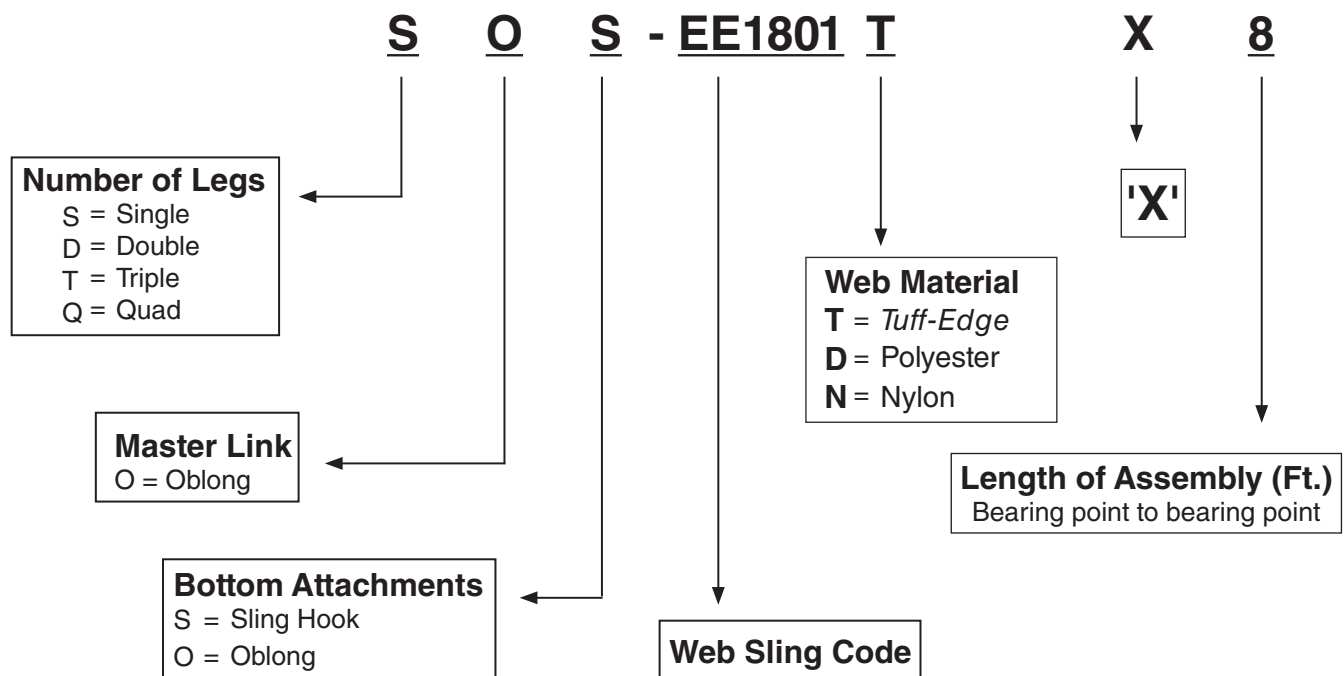 S O S - EE1801 T X 8
Number of Legs
S = Single
D = Double
T = Triple
Q = Quad
'X'
Web Material
T = Tuff-Edge
D = Polyester
N = Nylon
Master Link
O = Oblong
Length of Assembly (Ft.)
Bearing point to bearing point
Bottom Attachments
S = Sling Hook
O = Oblong
Web Sling Code